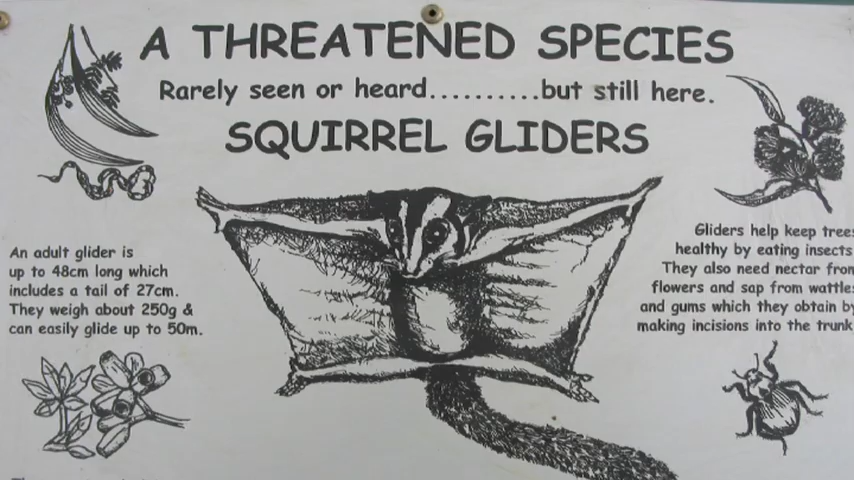 A THREATENED SPECIES
Rarely seen or heard..........but still here.
SQUIRREL GLIDERS
An adult glider is
up to 48cm long which
includes a tail of 27cm.
They weigh about 250g &
can easily glide up to 50m.
Gliders help keep trees
healthy by eating insects
They also need nectar from
flowers and sap from wattles
and gums which they obtain by
making incisions into the trunk